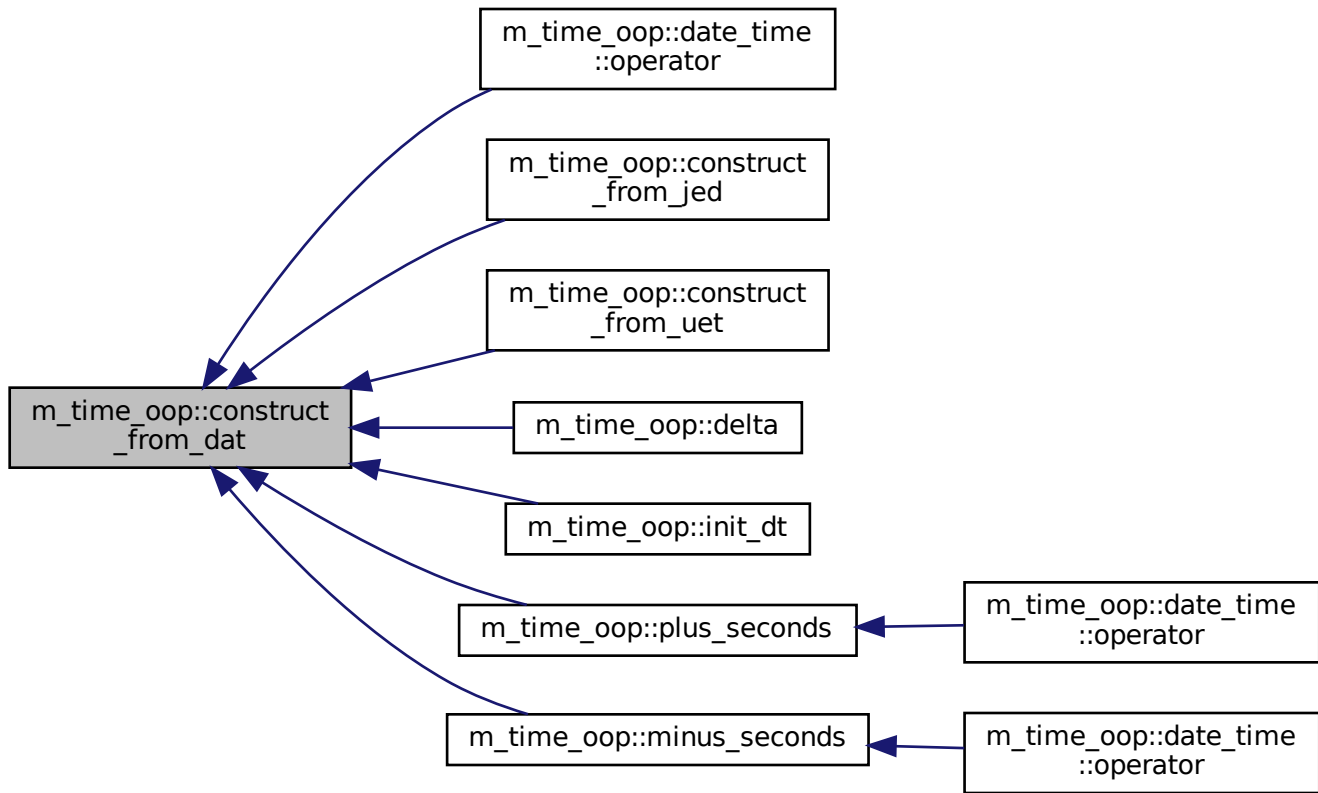 m_time_oop::date_time
::operator
m_time_oop::construct
_from_jed
m_time_oop::construct
_from_uet
m_time_oop::construct
_from_dat
m_time_oop::delta
m_time_oop::init_dt
m_time_oop::plus_seconds
m_time_oop::date_time
::operator
m_time_oop::minus_seconds
m_time_oop::date_time
::operator